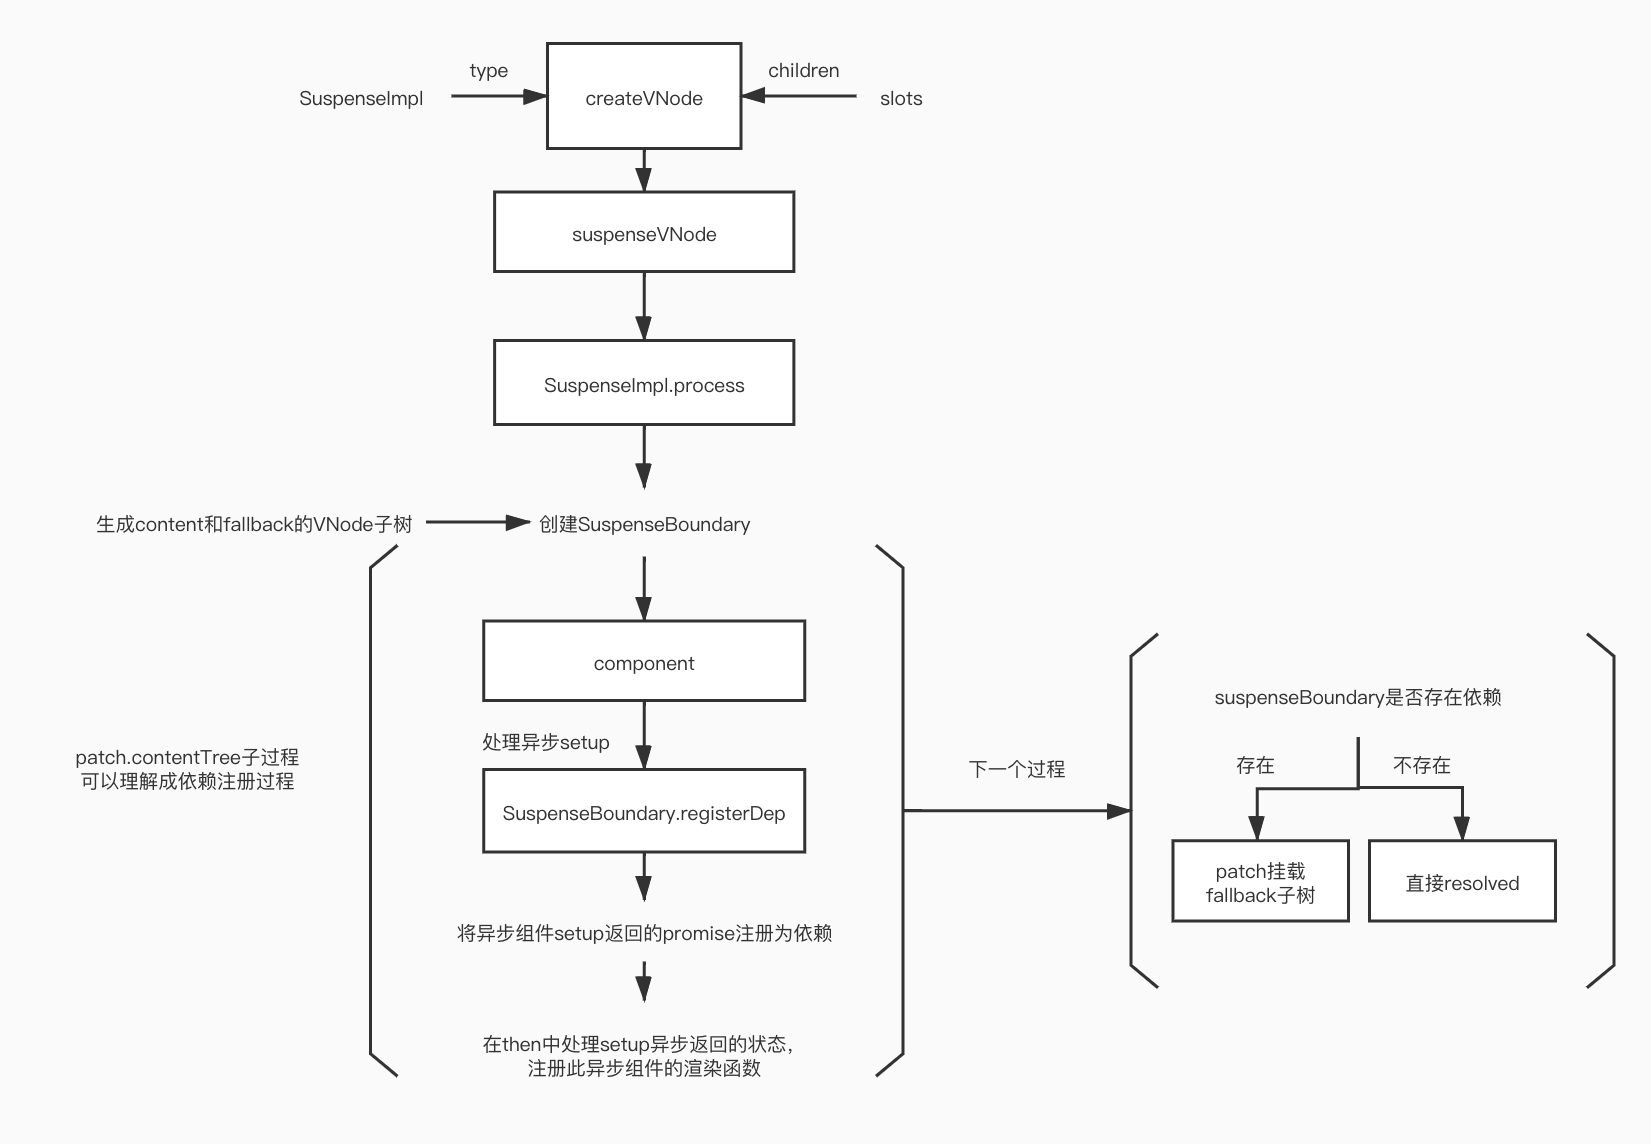 type
children
SuspenseImpl
createVNode
slots
suspenseVNode
SuspenseImpl.process
生成content和fallback的VNode子树
创建SuspenseBoundary
component
处理异步setup
patch.contentTree子过程
可以理解成依赖注册过程
SuspenseBoundary.registerDep
将异步组件setup返回的promise注册为依赖
在then中处理setup异步返回的状态，
注册此异步组件的渲染函数
下一个过程
suspenseBoundary是否存在依赖
存在
不存在
patch挂载
fallback子树
直接resolved